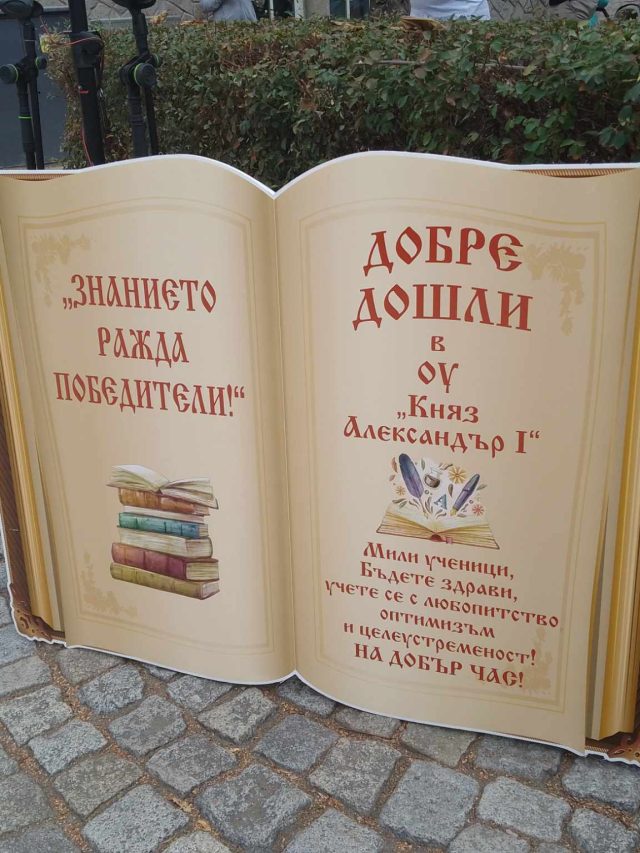 „ЗНАНИЕТО
РАЖДА
ПОБЕДИТЕЛИ!“
ДОБРЕ
ДОШЛИ
в
ОУ
„Княз
Александър I“
Мили ученици,
Бъдете здрави,
учете се с любопитство
оптимизъм
и целеустременост!
НА ДОБЪР ЧАС!